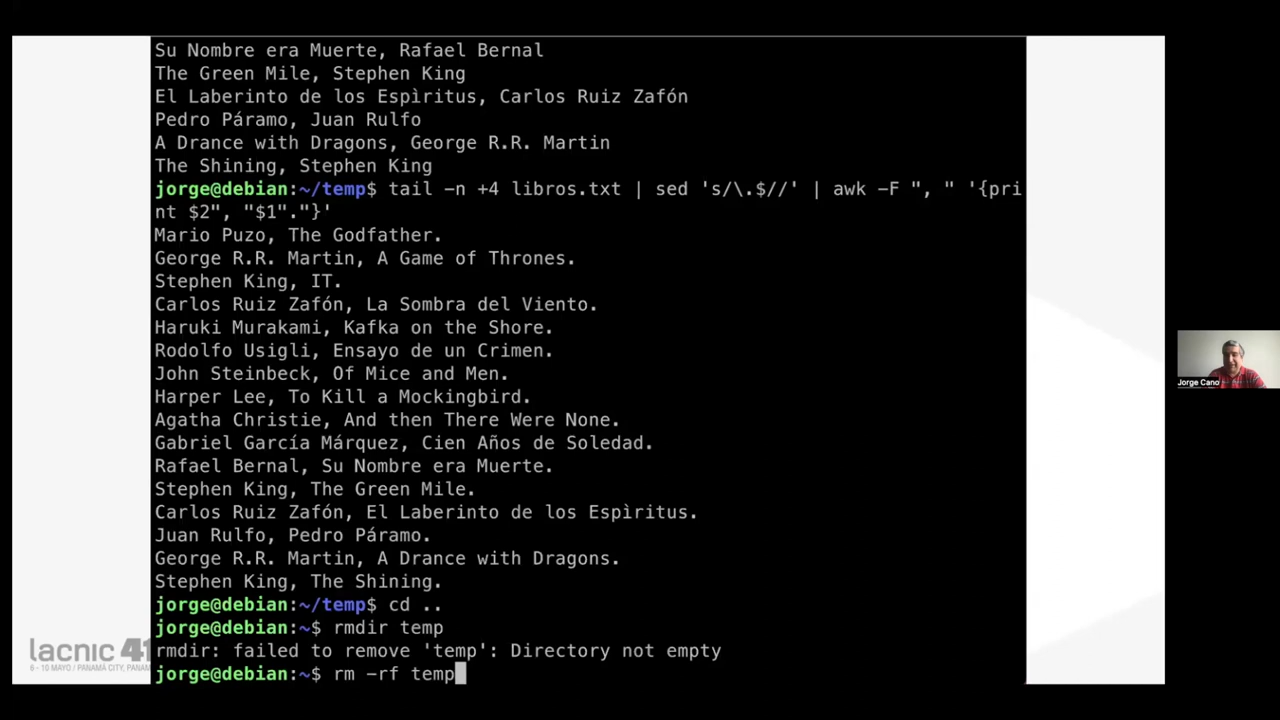 Su Nombre era Muerte, Rafael Bernal
The Green Mile, Stephen King
El Laberinto de los Espìritus, Carlos Ruiz Zafón
Pedro Páramo, Juan Rulfo
A Drance with Dragons, George R.R. Martin
The Shining, Stephen King
jorge@debian:~/temp$ tail -n +4 libros.txt | sed 's/\.$//' | awk -F ", " '{pri
nt $2", "$1"."}'
Mario Puzo, The Godfather.
George R.R. Martin, A Game of Thrones.
Stephen King, IT.
Carlos Ruiz Zafón, La Sombra del Viento.
Haruki Murakami, Kafka on the Shore.
Rodolfo Usigli, Ensayo de un Crimen.
John Steinbeck, Of Mice and Men.
Harper Lee, To Kill a Mockingbird.
Agatha Christie, And then There Were None.
Gabriel García Márquez, Cien Años de Soledad.
Rafael Bernal, Su Nombre era Muerte.
Stephen King, The Green Mile.
Carlos Ruiz Zafón, El Laberinto de los Espìritus.
Juan Rulfo, Pedro Páramo.
George R.R. Martin, A Drance with Dragons.
Stephen King, The Shining.
jorge@debian:~/temp$ cd ..
jorge@debian:~$ rmdir temp
rmdir: failed to remove 'temp': Directory not empty
jorge@debian:~$ rm -rf temp
lacnic 41
6 - 10 MAYO / PANAMÁ CITY, PANAM
Jorge Cano